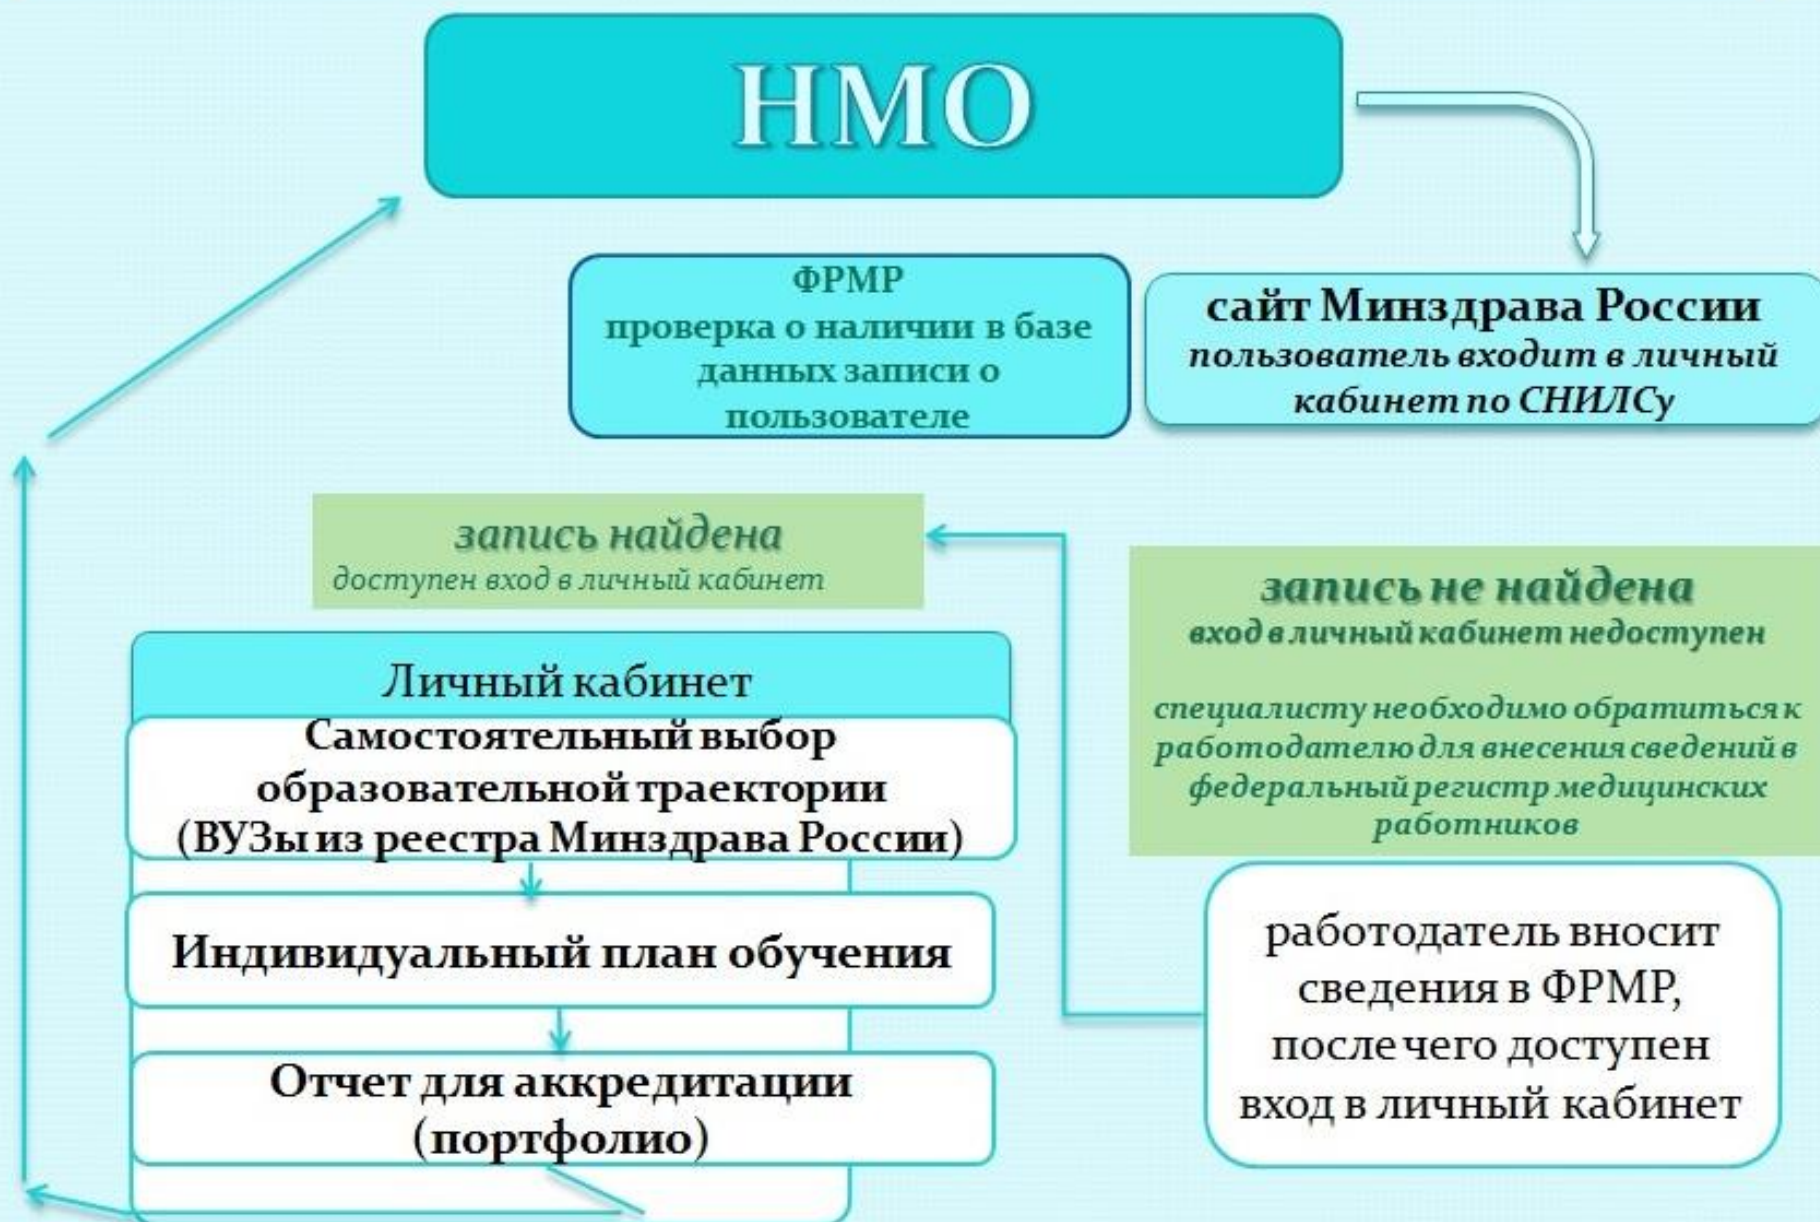 НМО
ФРМР
проверка о наличии в базе
данных записи о
пользователе
сайт Минздрава России
пользователь входит в личный
кабинет по СНИЛСу
запись найдена
доступен вход в личный кабинет
запись не найдена
вход в личный кабинет недоступен
специалисту необходимо обратиться к
работодателю для внесения сведений в
федеральный регистр медицинских
работников
Личный кабинет
Самостоятельный выбор
образовательной траектории
(ВУЗы из реестра Минздрава России)
Индивидуальный план обучения
Отчет для аккредитации
(портфолио)
работодатель вносит
сведения в ФРМР,
после чего доступен
вход в личный кабинет